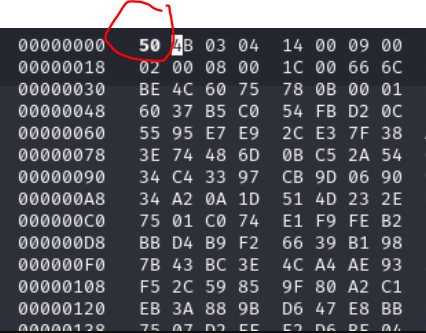 00000000 50 4B 03 04 14 00 09 00
00000018 02 00 08 00 1C 00 66 6C
00000030 BE 4C 60 75 78 0B 00 01
00000048 60 37 B5 C0 54 FB D2 0C
00000060 55 95 E7 E9 2C E3 7F 38
00000078 3E 74 48 6D 0B C5 2A 54
00000090 34 C4 33 97 CB 9D 06 90
000000A8 34 A2 0A 1D 51 4D 23 2E
000000C0 75 01 C0 74 E1 F9 FE B2
000000D8 BB D4 B9 F2 66 39 B1 98
000000F0 7B 43 BC 3E 4C A4 AE 93
00000108 F5 2C 59 85 9F 80 A2 C1
00000120 EB 3A 88 9B D6 47 E8 BB
00000138 75 07 D2